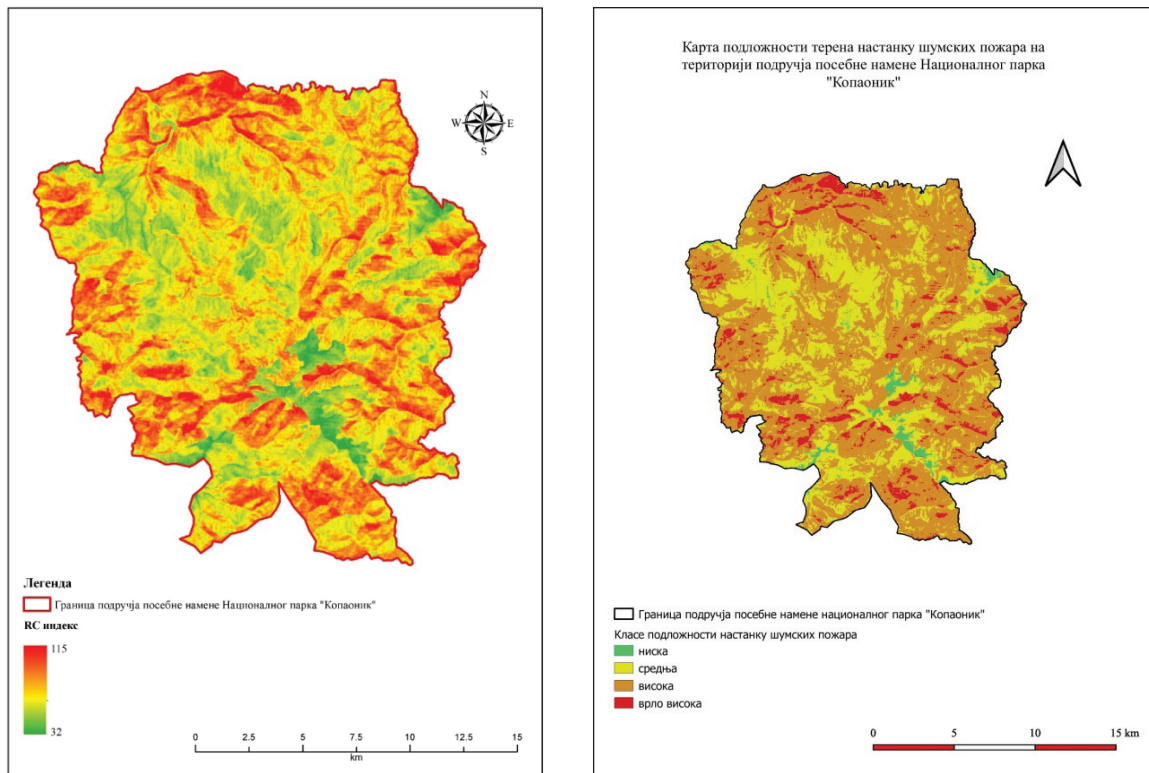 N
W E
S
Легенда
Граница подручја посебне намене Националног парка "Копаоник"
RC индекс
115
32
0 2.5 5 7.5 10 12.5 15
km
Карта подложности терена настанку шумских пожара на
територији подручја посебне намене Националног парка
"Копаоник"
Граница подручја посебне намене националног парка "Копаоник"
Класе подложности настанку шумских пожара
ниска
средња
висока
врло висока
0 5 10 15 km